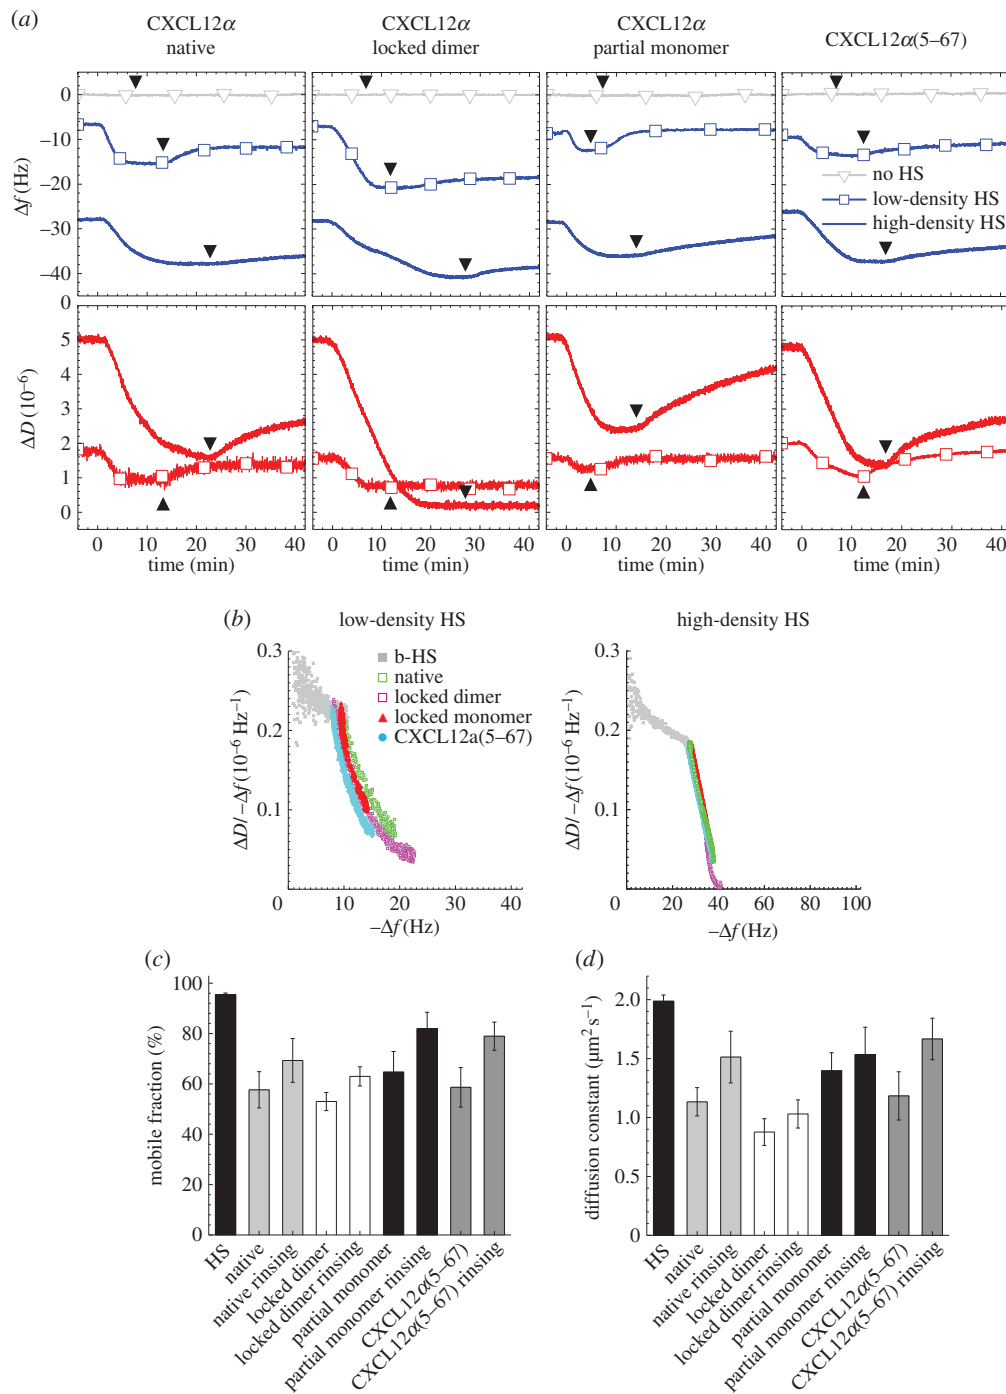 (a)
CXCL12α
native
CXCL12α
locked dimer
CXCL12α
partial monomer
CXCL12α(5–67)
Δf (Hz)
0
−10
−20
−30
−40
no HS
low-density HS
high-density HS
ΔD (10−6)
0
5
4
3
2
1
0
0 10 20 30 40
0 10 20 30 40
0 10 20 30 40
0 10 20 30 40
time (min)
time (min)
time (min)
time (min)
(b)
low-density HS
high-density HS
ΔD/−Δf (10−6 Hz−1)
0.3
0.2
0.1
b-HS
native
locked dimer
locked monomer
CXCL12a(5–67)
0 10 20 30 40
−Δf (Hz)
ΔD/−Δf (10−6 Hz−1)
0.3
0.2
0.1
0 20 40 60 80 100
−Δf (Hz)
(c)
mobile fraction (%)
100
80
60
40
20
0
HS
native
native rinsing
locked dimer
locked dimer rinsing
partial monomer
partial monomer rinsing
CXCL12α(5–67)
CXCL12α(5–67) rinsing
(d)
diffusion constant (μm2 s−1)
2.0
1.5
1.0
0.5
0
HS
native
native rinsing
locked dimer
locked dimer rinsing
partial monomer
partial monomer rinsing
CXCL12α(5–67)
CXCL12α(5–67) rinsing